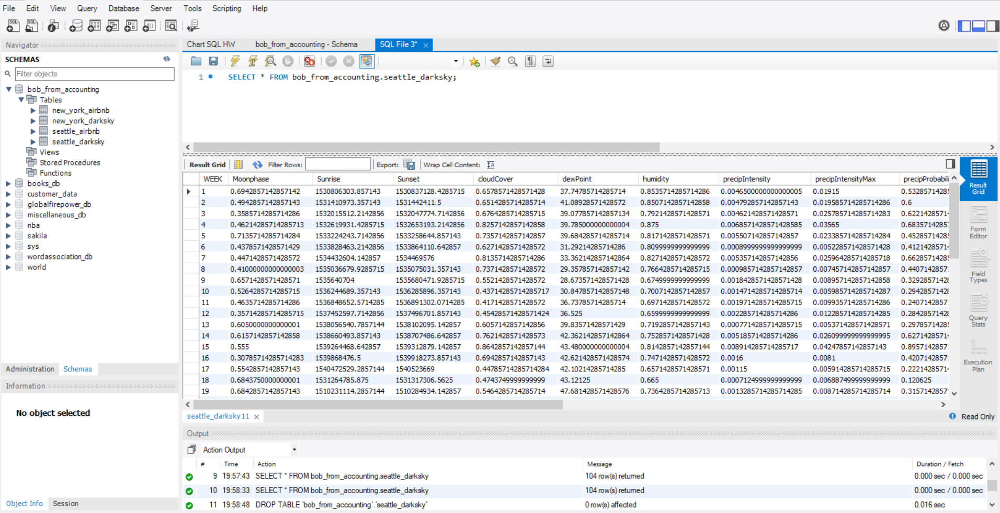 File Edit View Query Database Server Tools Scripting Help
Navigator
SCHEMAS
Filter objects
bob_from_accounting
Tables
new_york_airbnb
new_york_darksky
seattle_airbnb
seattle_darksky
Views
Stored Procedures
Functions
books_db
customer_data
globalfirepower_db
miscellaneous_db
nba
sakila
sys
wordassociation_db
world
Administration Schemas
Information
No object selected
Object Info Session
Chart SQL HW bob_from_accounting - Schema SQL File 3*
1 SELECT * FROM bob_from_accounting.seattle_darksky;
Result Grid Filter Rows: Export: Wrap Cell Content:
WEEK Moonphase Sunrise Sunset cloudCover dewPoint humidity precipIntensity precipIntensityMax precipProbabili
1 0.6942857142857142 1530806303.857143 1530837128.4285715 0.6578571428571428 37.74785714285714 0.8535714285714286 0.0046500000000000005 0.01915 0.53285714285
2 0.4942857142857143 1531410973.357143 1531442411.5 0.6514285714285714 41.08928571428572 0.8507142857142858 0.004792857142857143 0.019585714285714286 0.6
3 0.3585714285714286 1532015512.2142856 1532047774.7142856 0.6764285714285715 39.077857142857134 0.7921428571428571 0.004621428571428571 0.025785714285714283 0.6221428571
4 0.46214285714285713 1532619931.4285715 1532653193.2142856 0.8257142857142858 39.785000000000004 0.875 0.0068571428571428585 0.03565 0.68357142857
5 0.7135714285714284 1533224243.7142856 1533258644.857143 0.7357142857142857 39.684285714285714 0.8171428571428571 0.005507142857142857 0.023385714285714284 0.45285714285
6 0.4378571428571429 1533828463.2142856 1533864110.642857 0.6271428571428572 31.29214285714286 0.8099999999999999 0.0008999999999999999 0.005228571428571428 0.4121428571
7 0.4471428571428572 1534432604.142857 1534469576 0.8135714285714286 33.362142857142864 0.8271428571428572 0.005357142857142856 0.025964285714285718 0.66285714285
8 0.41000000000000003 1535036679.9285715 1535075031.357143 0.7371428571428572 29.357857142857142 0.7664285714285715 0.0009857142857142857 0.007457142857142857 0.4407142857
9 0.6571428571428571 1535640704 1535680471.9285715 0.5521428571428572 28.673571428571428 0.6749999999999999 0.0018428571428571428 0.008957142857142858 0.3292857142
10 0.5264285714285715 1536244689.357143 1536285896.357143 0.43714285714285717 30.847857142857148 0.7007142857142857 0.0014714285714285714 0.005985714285714287 0.2942857142
11 0.4635714285714286 1536848652.5714285 1536891302.0714285 0.4171428571428572 36.73785714285714 0.6971428571428572 0.0019714285714285715 0.009935714285714286 0.2407142857
12 0.35714285714285715 1537452597.7142856 1537496701.857143 0.45428571428571424 36.525 0.6599999999999999 0.002285714285714286 0.012285714285714285 0.2842857142
13 0.6050000000000001 1538056540.7857144 1538102095.142857 0.6057142857142856 39.83571428571429 0.7192857142857143 0.0007714285714285715 0.005371428571428571 0.29785714285
14 0.6157142857142858 1538660493.857143 1538707486.642857 0.7621428571428573 42.362142857142864 0.7528571428571428 0.005185714285714286 0.026099999999999995 0.6271428571
15 0.555 1539264468.642857 1539312879.142857 0.8642857142857144 43.480000000000004 0.8142857142857144 0.008914285714285717 0.04247857142857143 0.8957142857
16 0.30785714285714283 1539868476.5 1539918273.857143 0.6942857142857143 42.621428571428574 0.7471428571428572 0.0016 0.0081 0.4207142857
17 0.5542857142857143 1540472529.2857144 1540523669 0.44785714285714284 42.10214285714285 0.6571428571428571 0.00115 0.005914285714285715 0.2221428571
18 0.6843750000000001 1531264785.875 1531317306.5625 0.4743749999999999 43.12125 0.665 0.0007124999999999999 0.006887499999999999 0.120625
19 0.6842857142857143 1510231114.2857144 1510284934.142857 0.5464285714285714 47.681428571428576 0.7364285714285713 0.0013285714285714285 0.008714285714285714 0.3157142857
Result Grid
Form Editor
Field Types
Query Stats
Execution Plan
seattle_darksky 11 Read Only
Output
Action Output
# Time Action Message Duration / Fetch
9 19:57:43 SELECT * FROM bob_from_accounting.seattle_darksky 104 row(s) returned 0.000 sec / 0.000 sec
10 19:58:33 SELECT * FROM bob_from_accounting.seattle_darksky 104 row(s) returned 0.000 sec / 0.000 sec
11 19:58:48 DROP TABLE `bob_from_accounting`.`seattle_darksky` 0 row(s) affected 0.016 sec